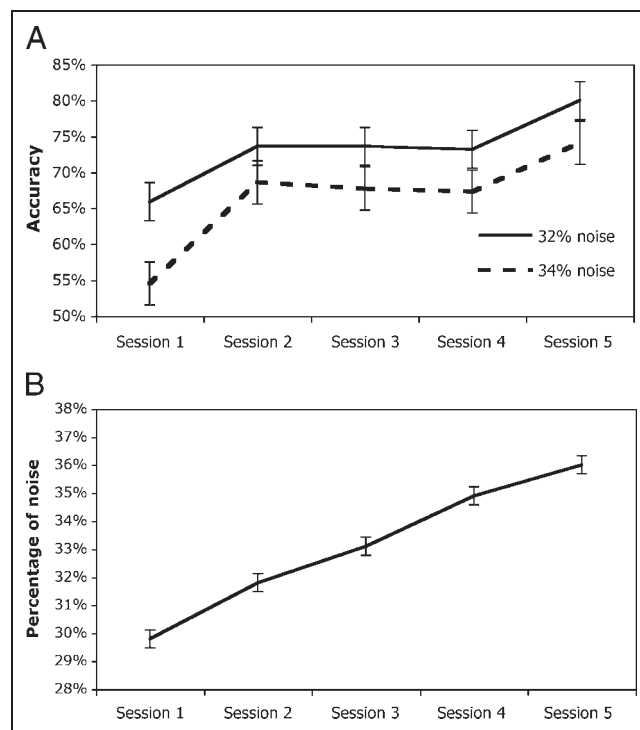 A
85%
80%
75%
70%
65%
60%
55%
50%
Accuracy
32% noise
34% noise
Session 1 Session 2 Session 3 Session 4 Session 5
B
38%
37%
36%
35%
34%
33%
32%
31%
30%
29%
28%
Percentage of noise
Session 1 Session 2 Session 3 Session 4 Session 5